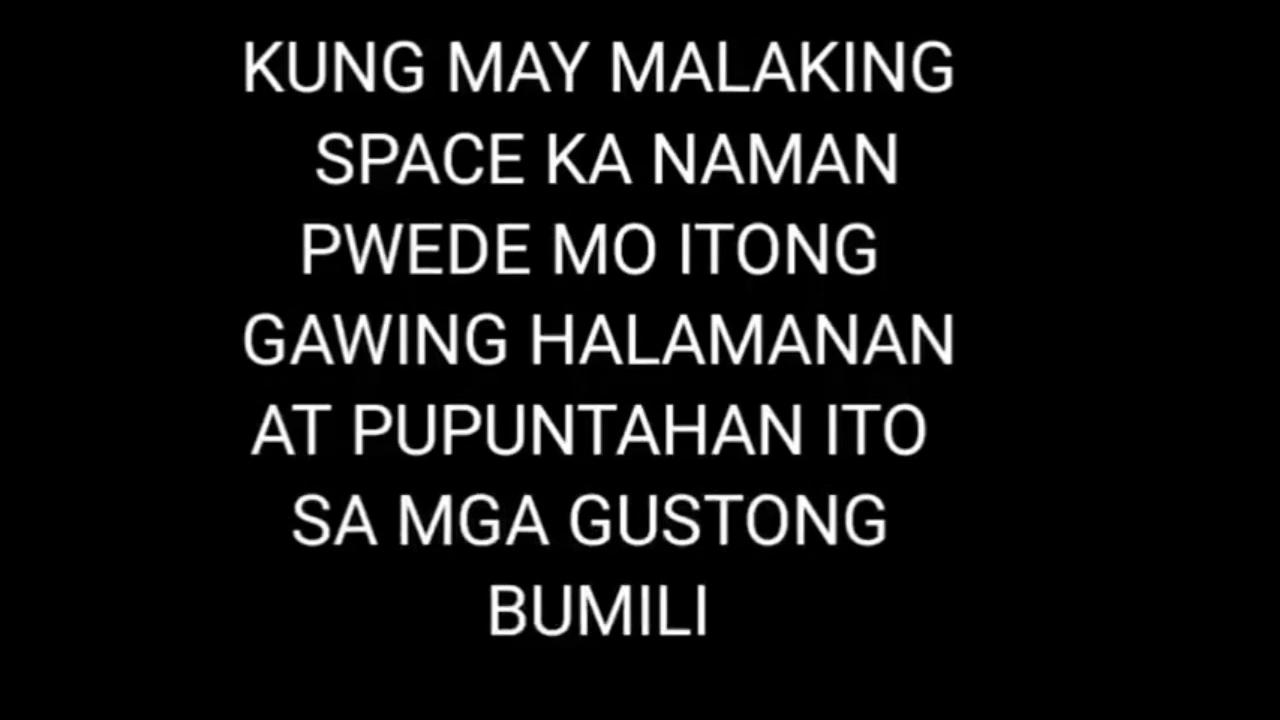 KUNG MAY MALAKING
SPACE KA NAMAN
PWEDE MO ITONG
GAWING HALAMANAN
AT PUPUNTAHAN ITO
SA MGA GUSTONG
BUMILI